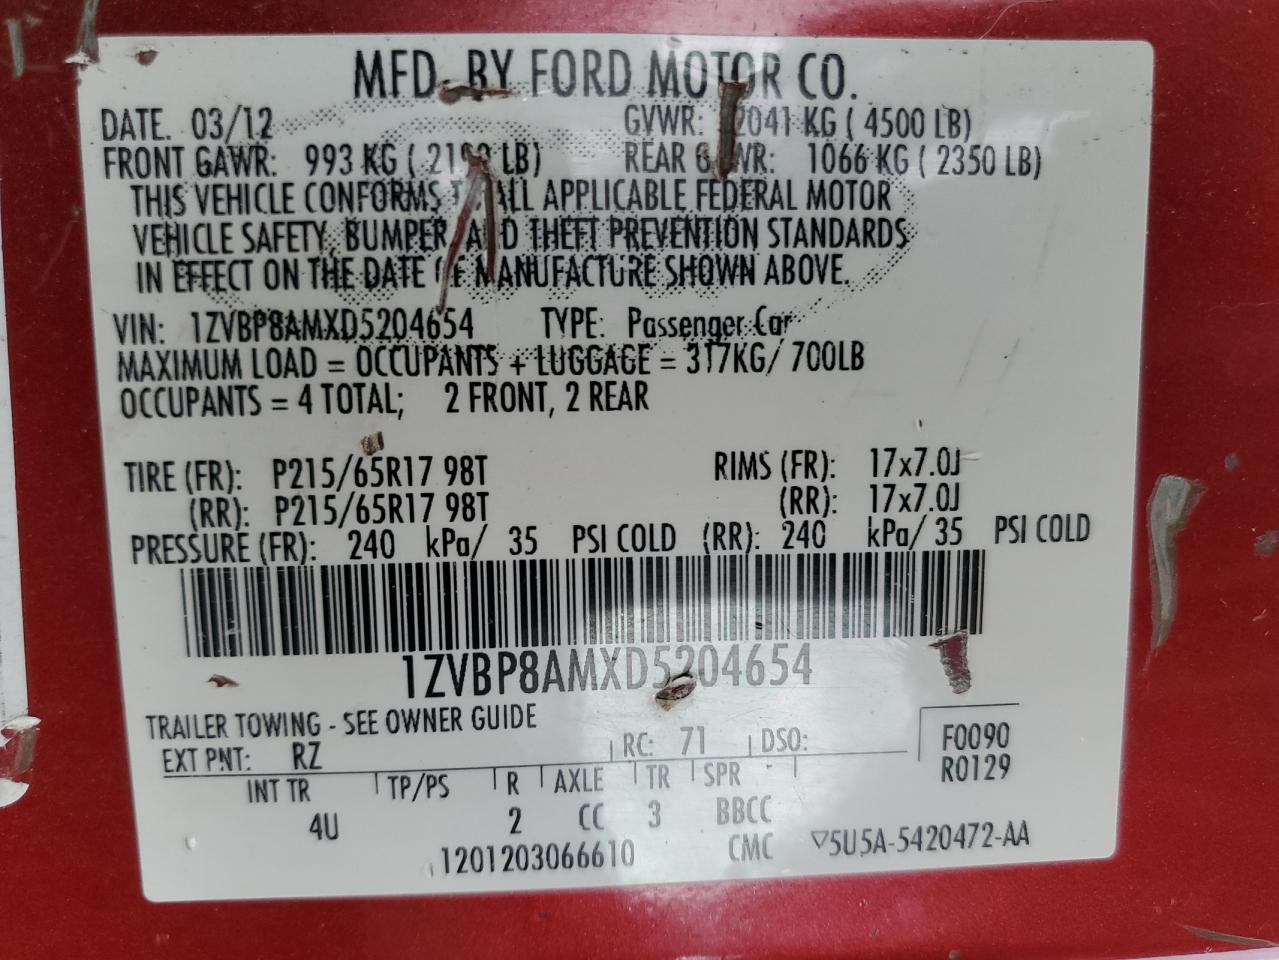 MFD. BY FORD MOTOR CO.
DATE. 03/12 GVWR: 2041 KG ( 4500 LB)
FRONT GAWR: 993 KG ( LB) REAR GAWR: 1066 KG ( 2350 LB)
THIS VEHICLE CONFORMS TO ALL APPLICABLE FEDERAL MOTOR
VEHICLE SAFETY, BUMPER, AND THEFT PREVENTION STANDARDS
IN EFFECT ON THE DATE OF MANUFACTURE SHOWN ABOVE.
VIN: 1ZVBP8AMXD5204654 TYPE: Passenger Car
MAXIMUM LOAD = OCCUPANTS + LUGGAGE = 317KG/ 700LB
OCCUPANTS = 4 TOTAL; 2 FRONT, 2 REAR
TIRE (FR): P215/65R17 98T RIMS (FR): 17x7.0J
(RR): P215/65R17 98T (RR): 17x7.0J
PRESSURE (FR): 240 kPa/ 35 PSI COLD (RR): 240 kPa/ 35 PSI COLD
1ZVBP8AMXD5204654
TRAILER TOWING - SEE OWNER GUIDE
EXT PNT: RZ RC: 71 DSO: F0090
R0129
INT TR TP/PS R AXLE TR SPR
4U 2 CC 3 BBCC
1201203066610 CMC ▽5U5A-5420472-AA